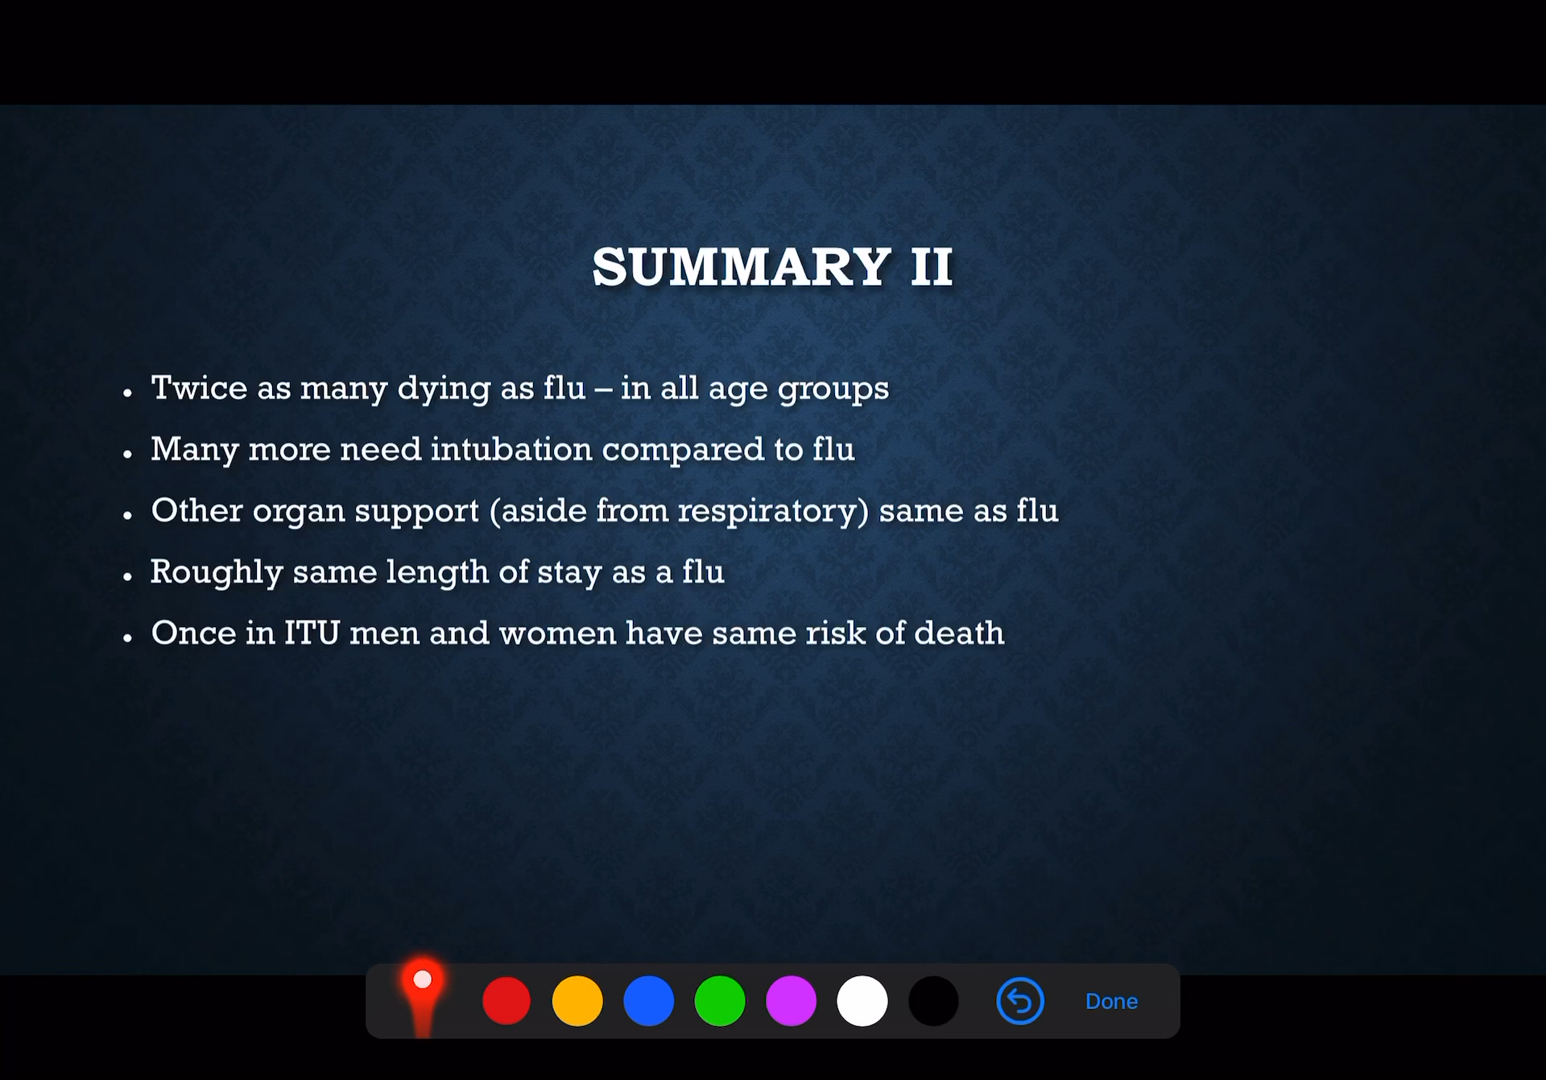 SUMMARY II
• Twice as many dying as flu – in all age groups
• Many more need intubation compared to flu
• Other organ support (aside from respiratory) same as flu
• Roughly same length of stay as a flu
• Once in ITU men and women have same risk of death
Done